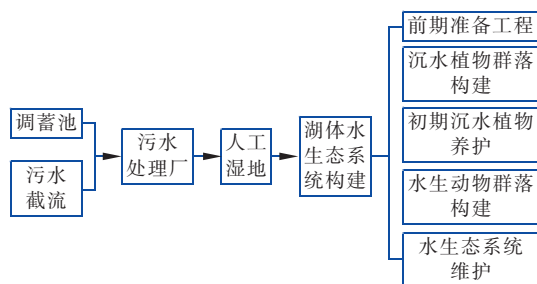 调蓄池
污水
截流
污水
处理厂
人工
湿地
湖体水
生态系
统构建
前期准备工程
沉水植物群落
构建
初期沉水植物
养护
水生动物群落
构建
水生态系统
维护